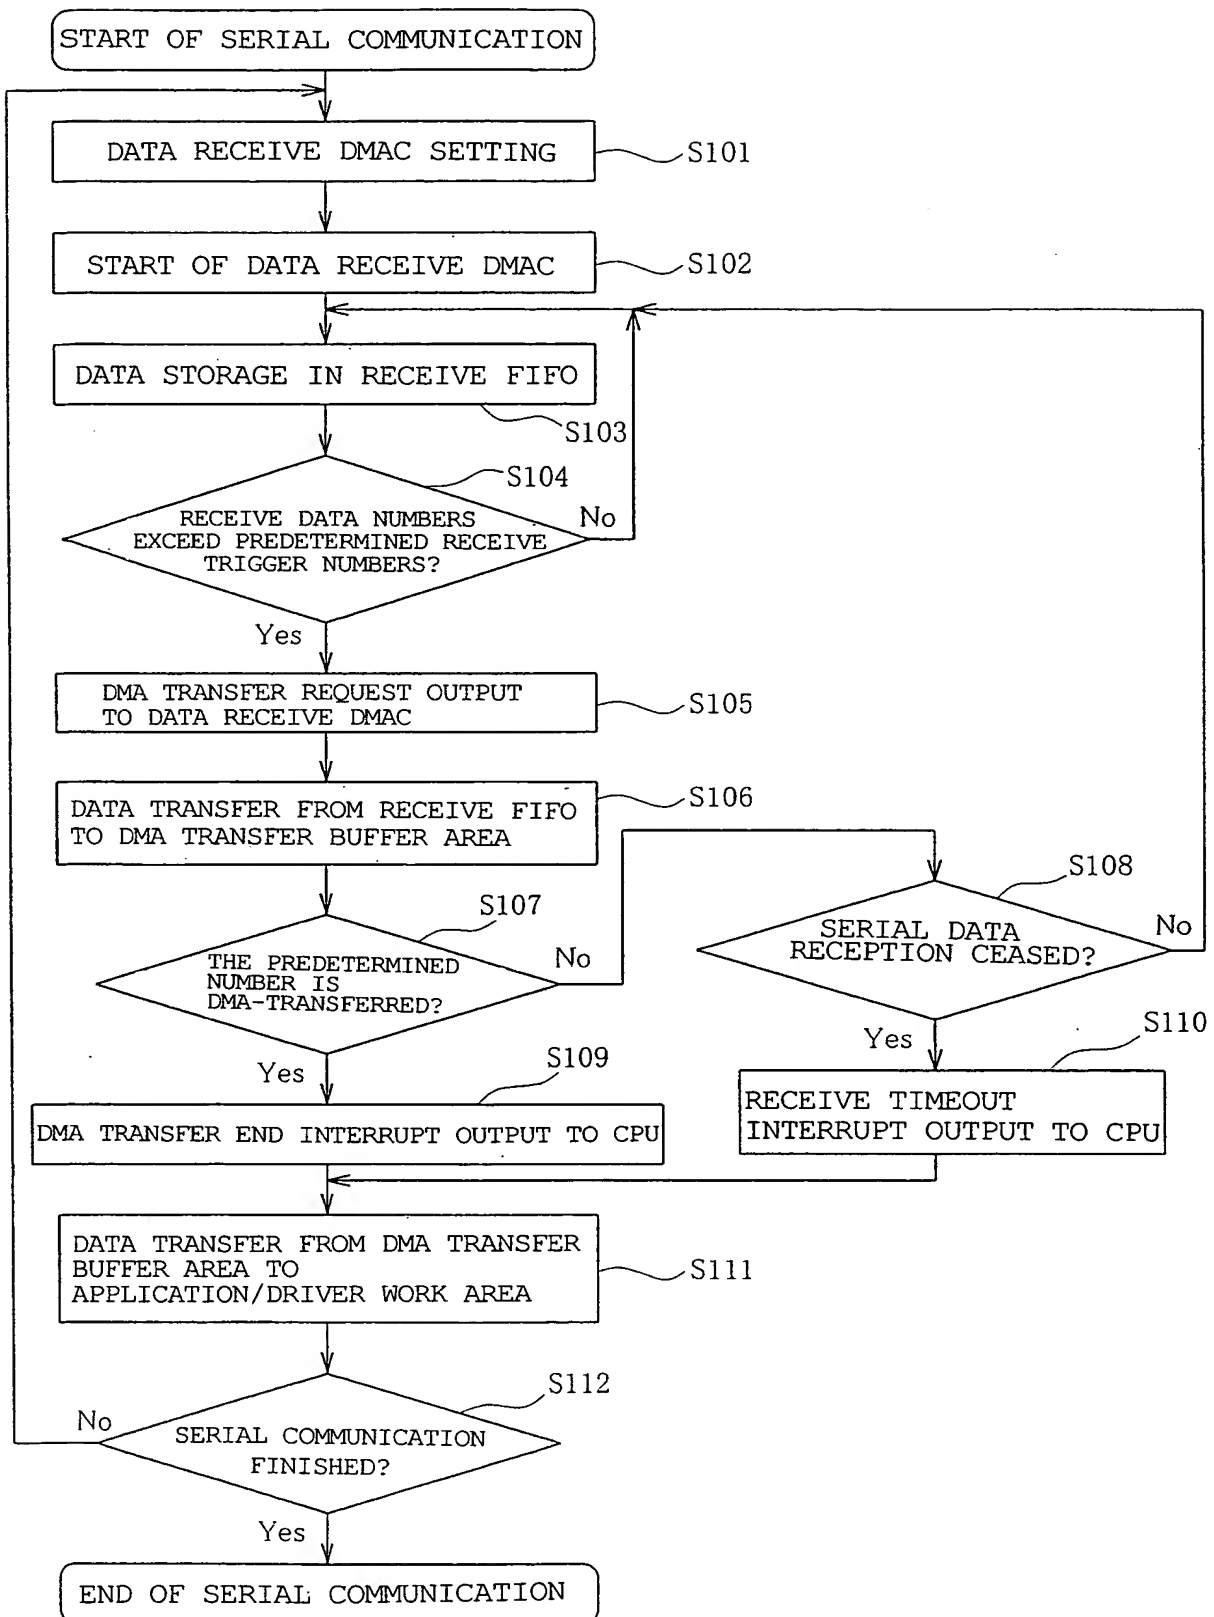 START OF SERIAL COMMUNICATION
DATA RECEIVE DMAC SETTING
S101
START OF DATA RECEIVE DMAC
S102
DATA STORAGE IN RECEIVE FIFO
S103
S104
RECEIVE DATA NUMBERS
EXCEED PREDETERMINED RECEIVE
TRIGGER NUMBERS?
No
Yes
DMA TRANSFER REQUEST OUTPUT
TO DATA RECEIVE DMAC
S105
DATA TRANSFER FROM RECEIVE FIFO
TO DMA TRANSFER BUFFER AREA
S106
S107
THE PREDETERMINED
NUMBER IS
DMA-TRANSFERRED?
No
Yes
S108
SERIAL DATA
RECEPTION CEASED?
No
Yes
S109
DMA TRANSFER END INTERRUPT OUTPUT TO CPU
S110
RECEIVE TIMEOUT
INTERRUPT OUTPUT TO CPU
DATA TRANSFER FROM DMA TRANSFER
BUFFER AREA TO
APPLICATION/DRIVER WORK AREA
S111
S112
SERIAL COMMUNICATION
FINISHED?
No
Yes
END OF SERIAL COMMUNICATION